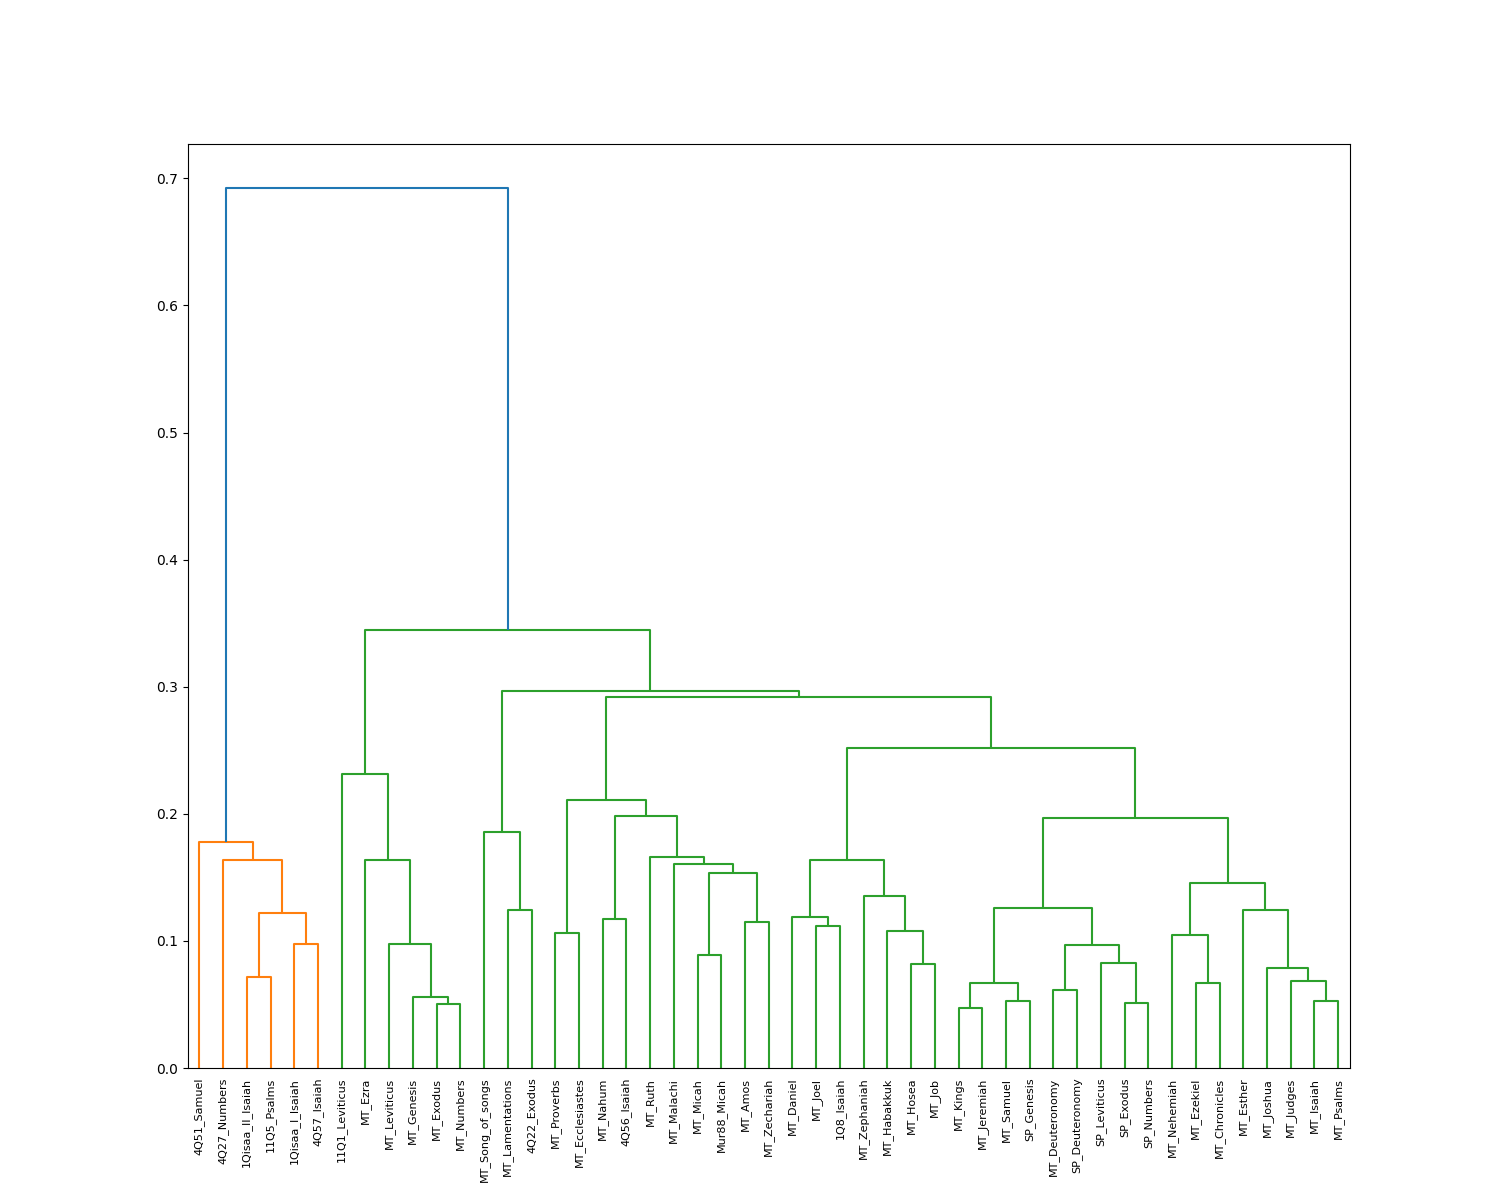 0.7
0.6
0.5
0.4
0.3
0.2
0.1
0.0
4Q51_Samuel
4Q27_Numbers
1Qisaa_II_Isaiah
11Q5_Psalms
1Qisaa_I_Isaiah
4Q57_Isaiah
11Q1_Leviticus
MT_Ezra
MT_Leviticus
MT_Genesis
MT_Exodus
MT_Numbers
MT_Song_of_songs
MT_Lamentations
4Q22_Exodus
MT_Proverbs
MT_Ecclesiastes
MT_Nahum
4Q56_Isaiah
MT_Ruth
MT_Malachi
MT_Micah
Mur88_Micah
MT_Amos
MT_Zechariah
MT_Daniel
MT_Joel
1Q8_Isaiah
MT_Zephaniah
MT_Habakkuk
MT_Hosea
MT_Job
MT_Kings
MT_Jeremiah
MT_Samuel
SP_Genesis
MT_Deuteronomy
SP_Deuteronomy
SP_Leviticus
SP_Exodus
SP_Numbers
MT_Nehemiah
MT_Ezekiel
MT_Chronicles
MT_Esther
MT_Joshua
MT_Judges
MT_Isaiah
MT_Psalms